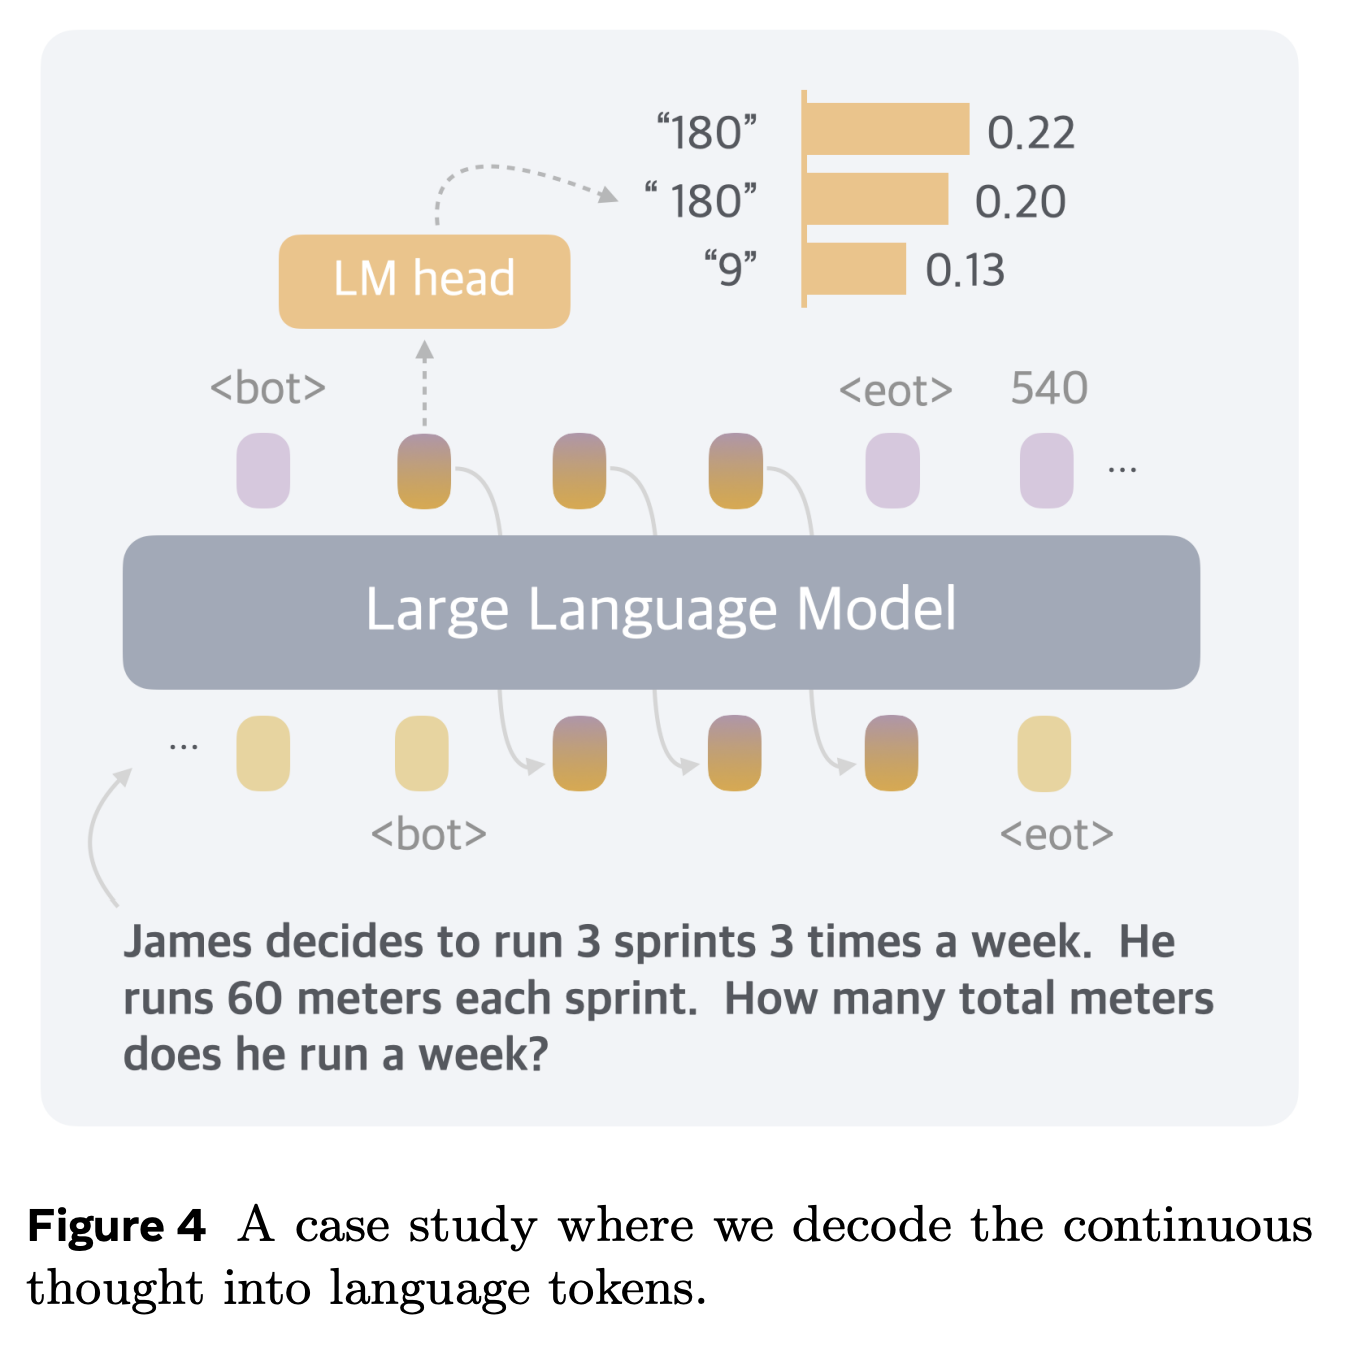 “180” 0.22
“ 180” 0.20
“9” 0.13
LM head
<bot> <eot> 540
...
Large Language Model
...
<bot> <eot>
James decides to run 3 sprints 3 times a week.  He
runs 60 meters each sprint.  How many total meters
does he run a week?
Figure 4 A case study where we decode the continuous
thought into language tokens.